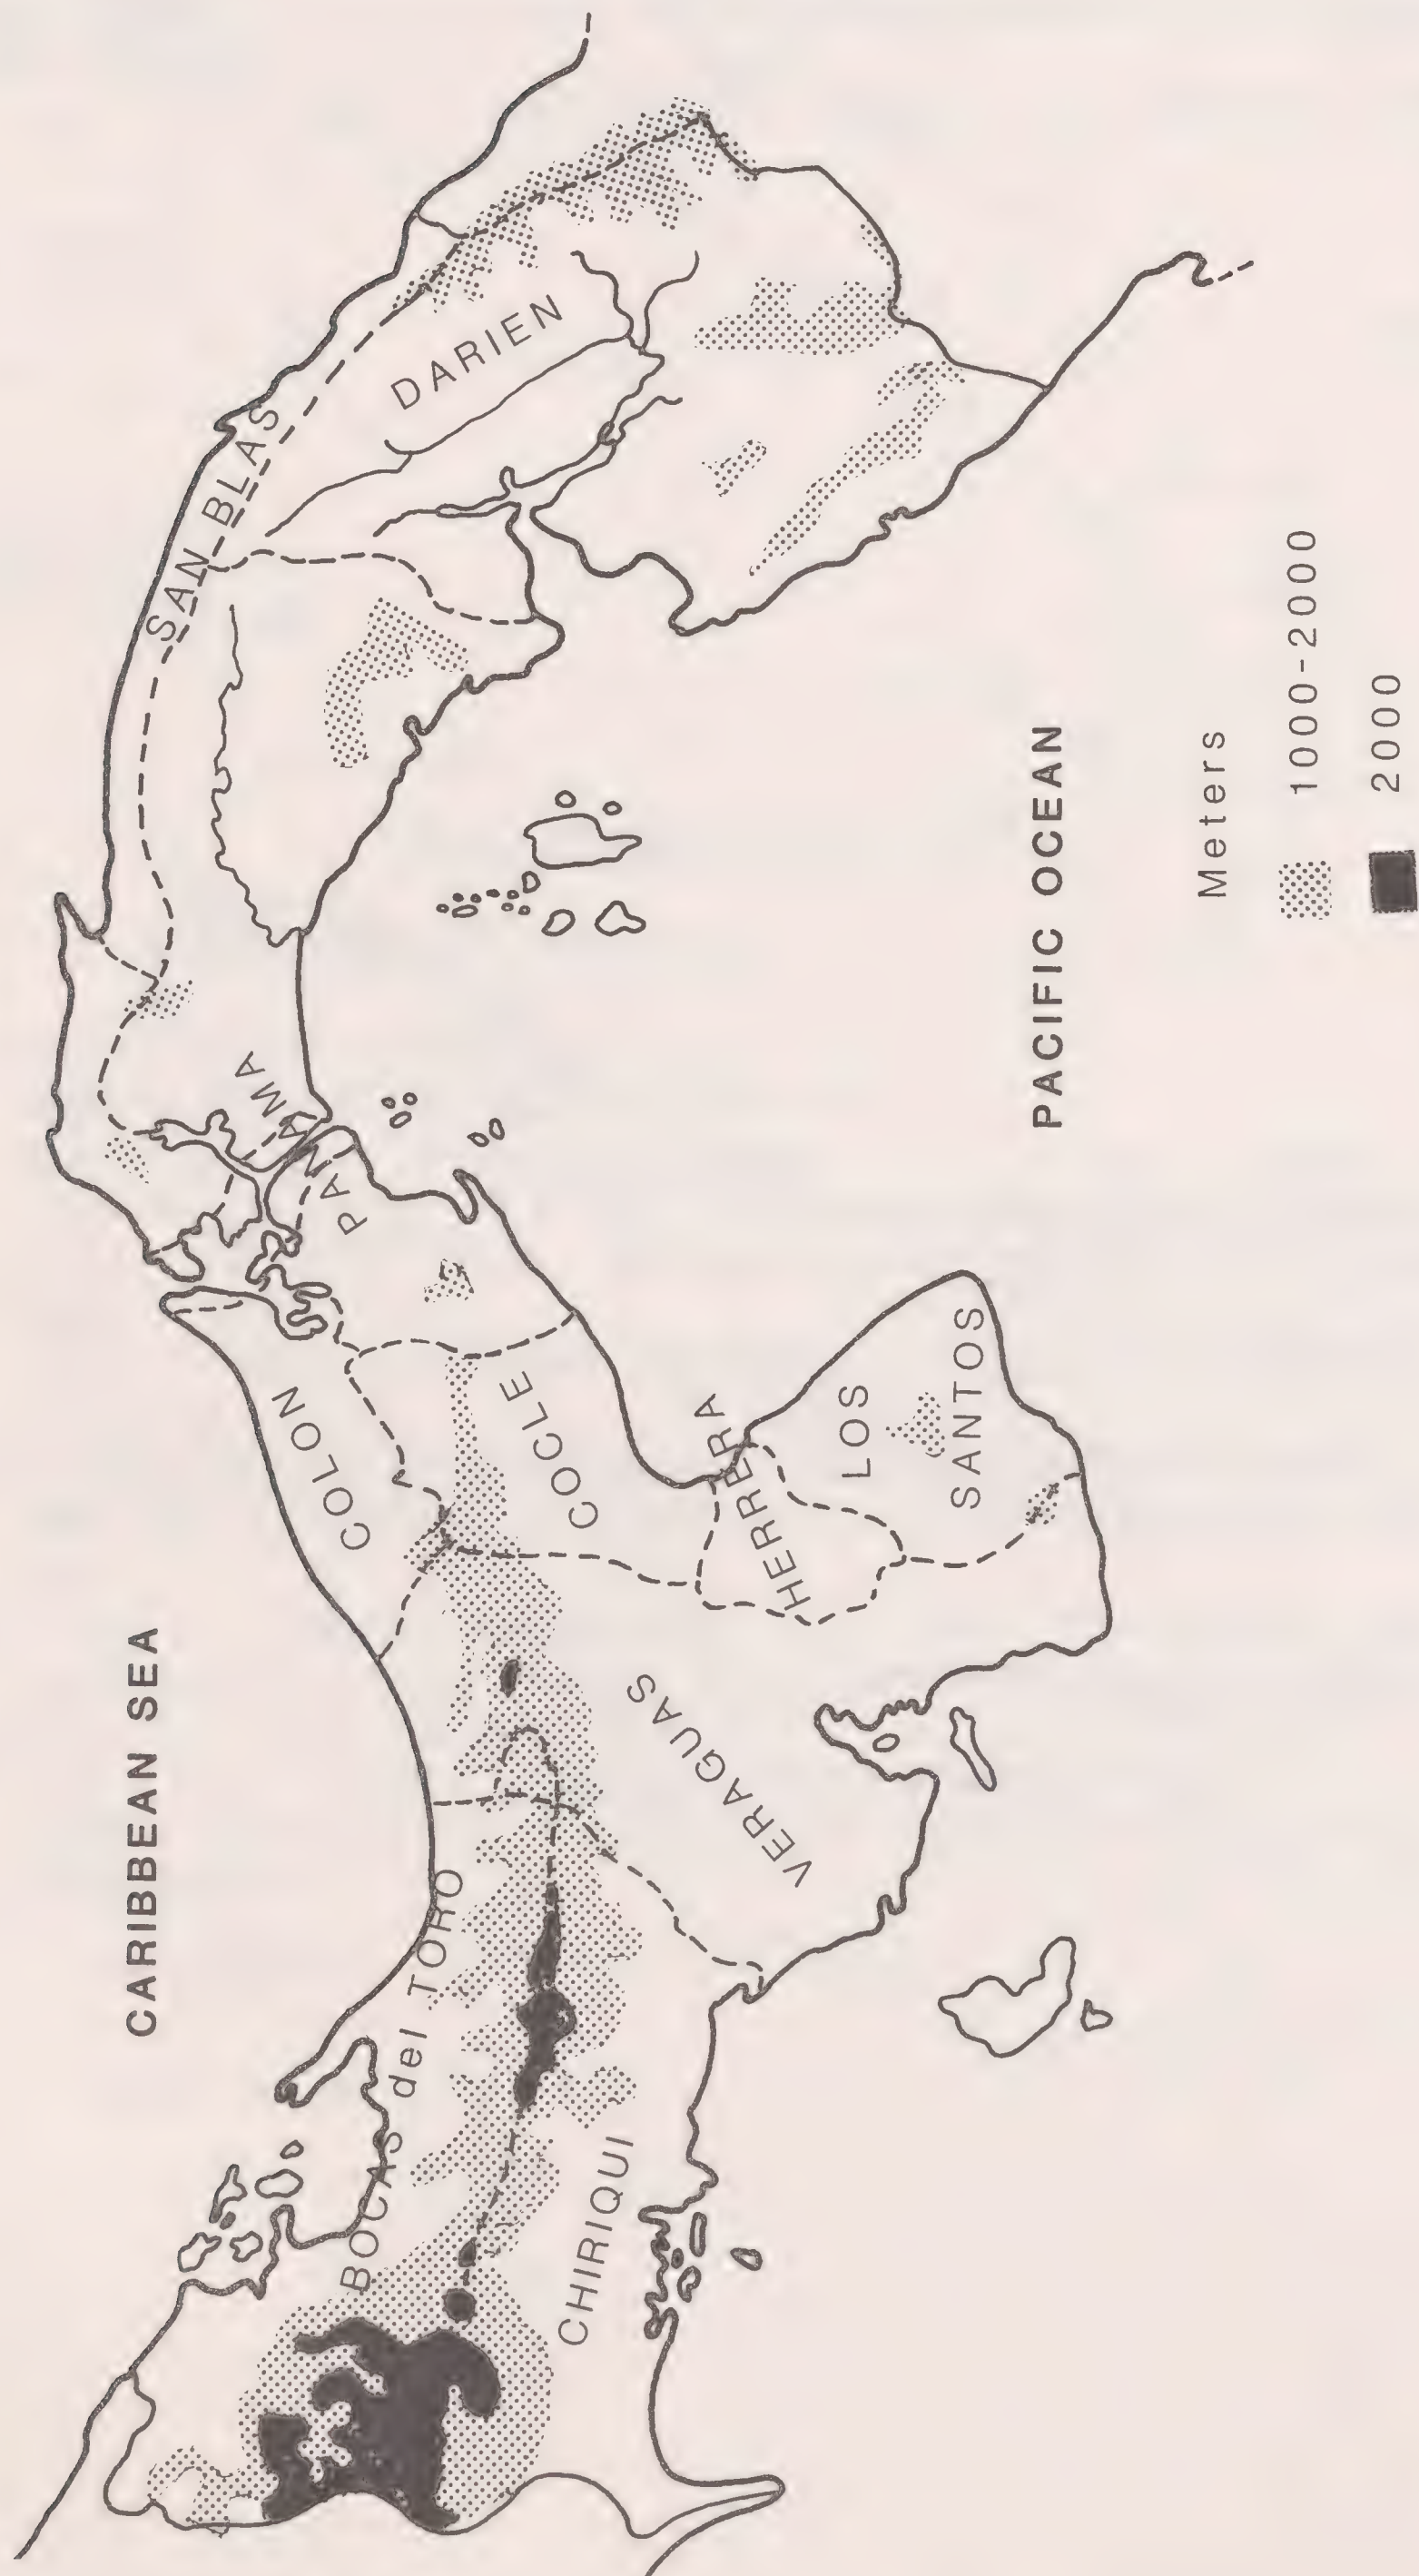 CARIBBEAN SEA
BOCAS del TORO
CHIRIQUI
VERAGUAS
COLON
COCLE
HERRERA
LOS
SANTOS
PANAMA
SAN BLAS
DARIEN
PACIFIC OCEAN
Meters
1000-2000
2000